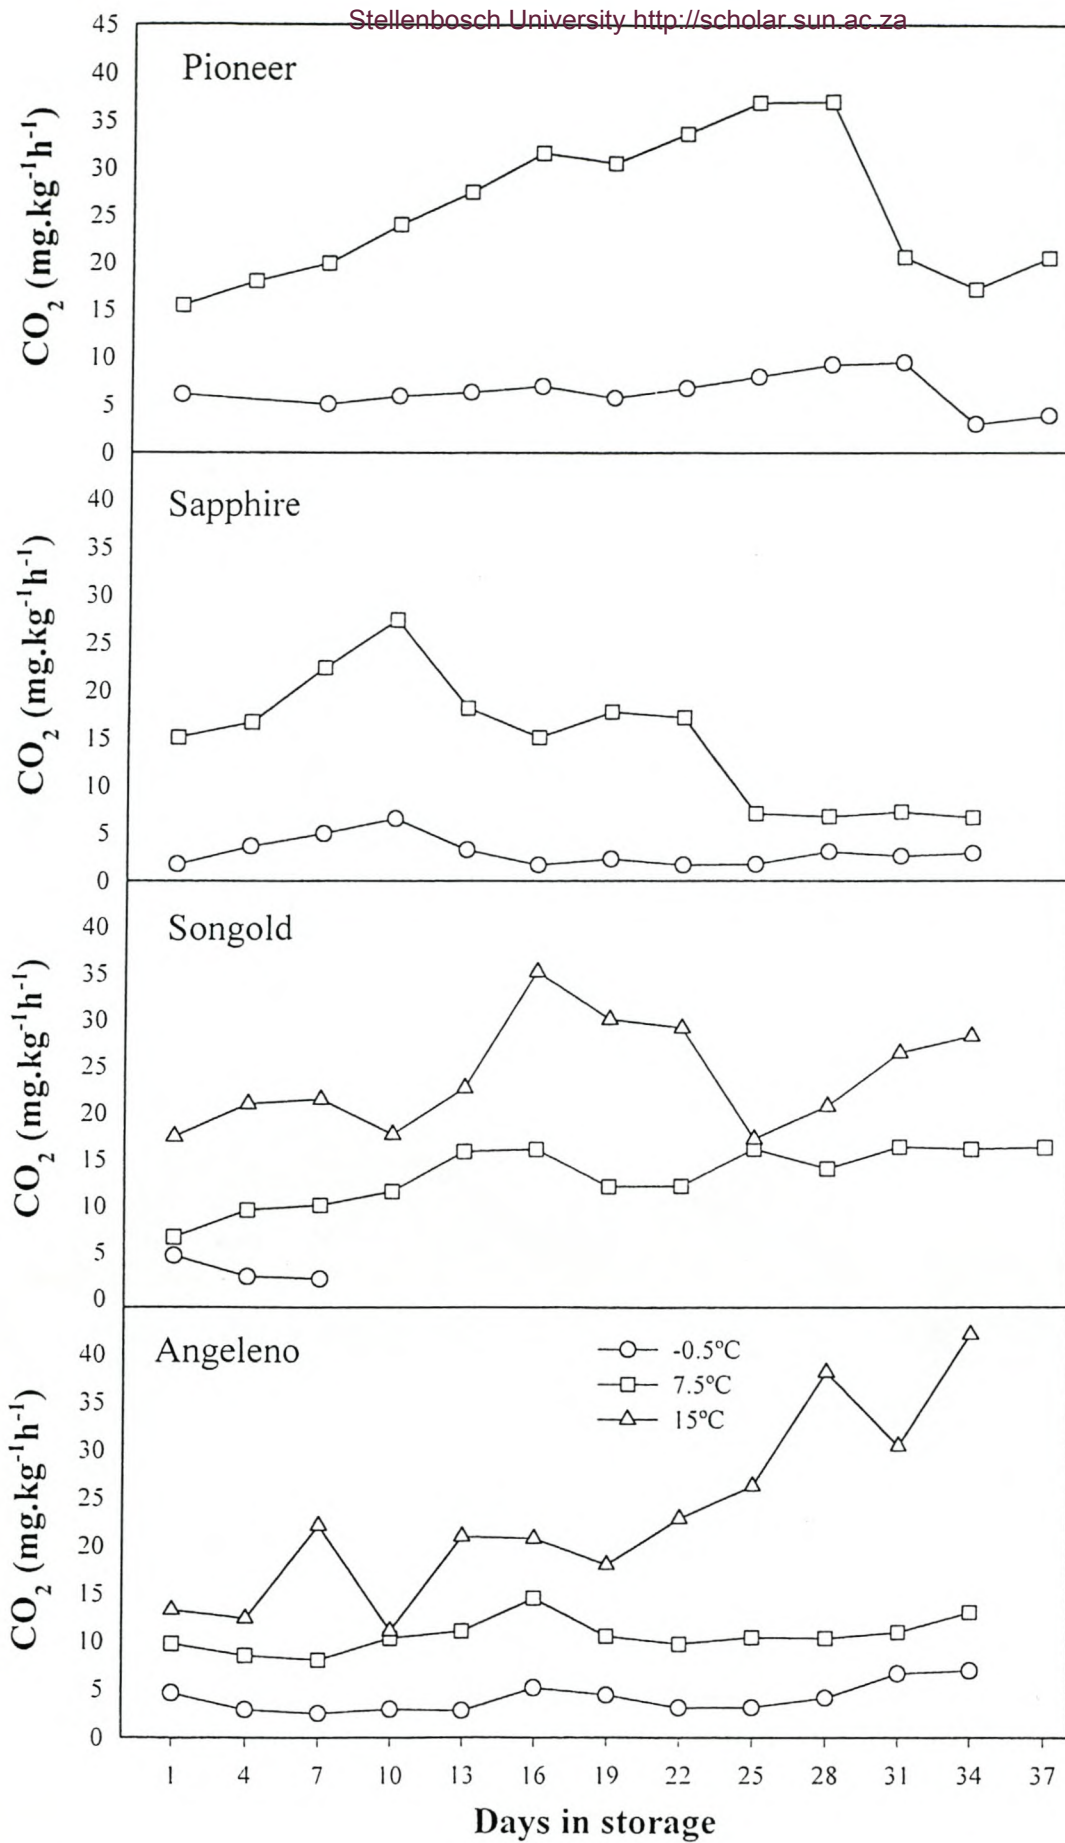 Stellenbosch University http://scholar.sun.ac.za
45
Pioneer
40
35
30
25
20
15
10
5
0
CO₂ (mg.kg⁻¹h⁻¹)
Sapphire
40
35
30
25
20
15
10
5
0
CO₂ (mg.kg⁻¹h⁻¹)
Songold
40
35
30
25
20
15
10
5
0
CO₂ (mg.kg⁻¹h⁻¹)
Angeleno
-0.5ºC
7.5ºC
15ºC
40
35
30
25
20
15
10
5
0
CO₂ (mg.kg⁻¹h⁻¹)
1 4 7 10 13 16 19 22 25 28 31 34 37
Days in storage